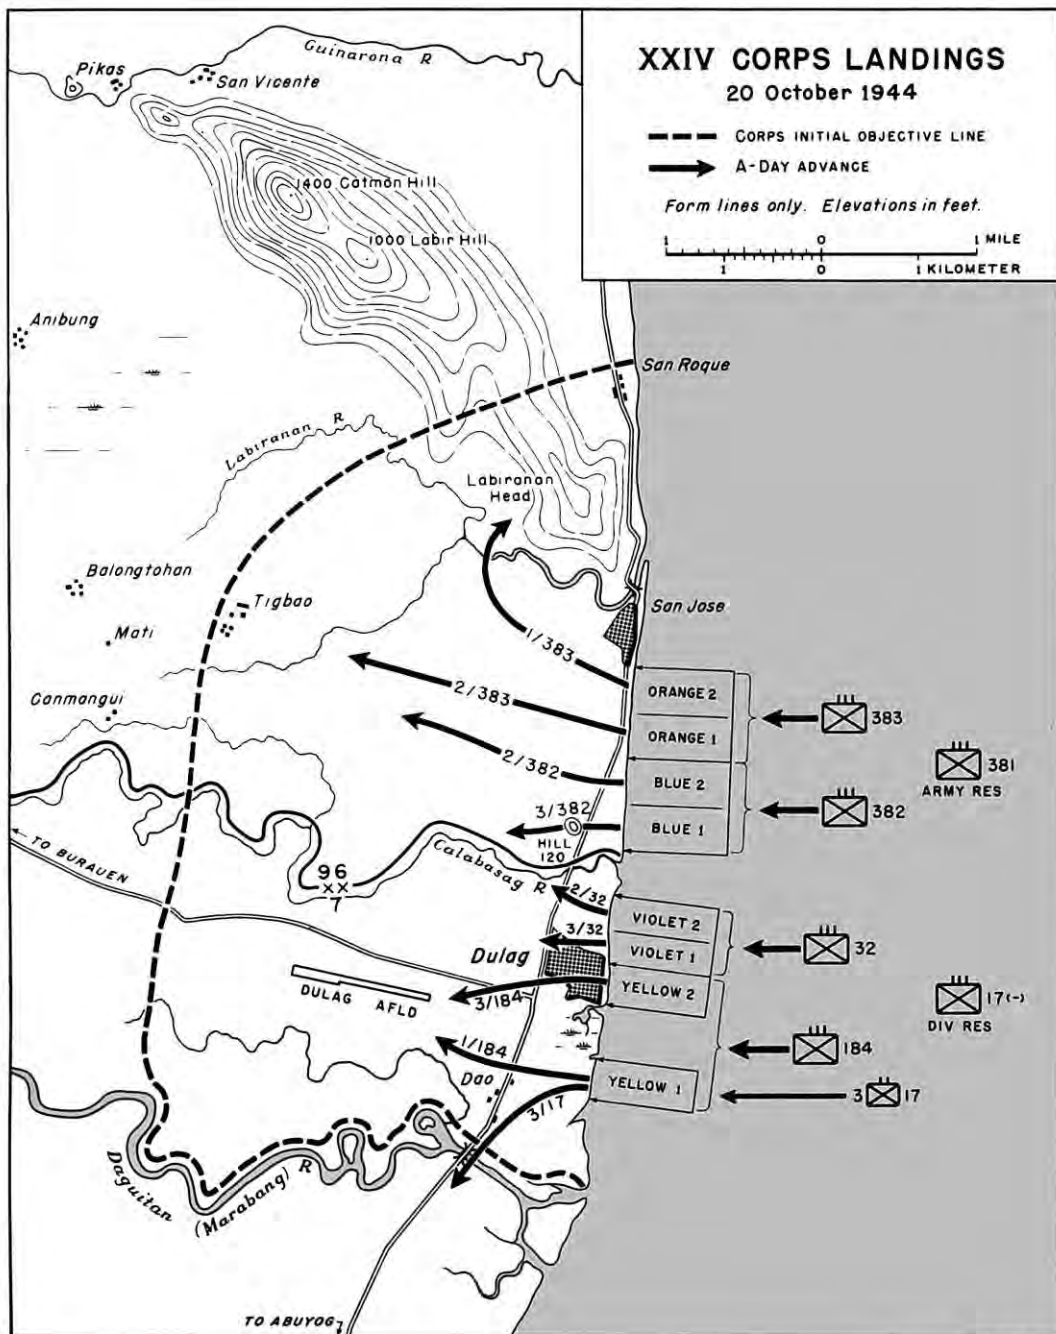 XXIV CORPS LANDINGS
20 October 1944
CORPS INITIAL OBJECTIVE LINE
A-DAY ADVANCE
Form lines only. Elevations in feet.
1 0 1 MILE
1 0 1 KILOMETER
Guinarona R
Pikas
San Vicente
1400 Catmon Hill
1000 Labir Hill
Anibung
San Roque
Labiranan R
Labiranan
Head
Balongtohan
Tigbao
San Jose
Mati
1/383
ORANGE 2
2/383
383
Canmangui
ORANGE 1
2/382
BLUE 2
381
ARMY RES
3/382
BLUE 1
382
HILL
120
TO BURAUEN
Calabasag R
96
XX
7
2/32
VIOLET 2
3/32
VIOLET 1
32
Dulag
YELLOW 2
DULAG AFLD
3/184
17(-)
DIV RES
1/184
184
Dao
YELLOW 1
3 17
3/17
Daguitan
(Marabang) R
TO ABUYOG